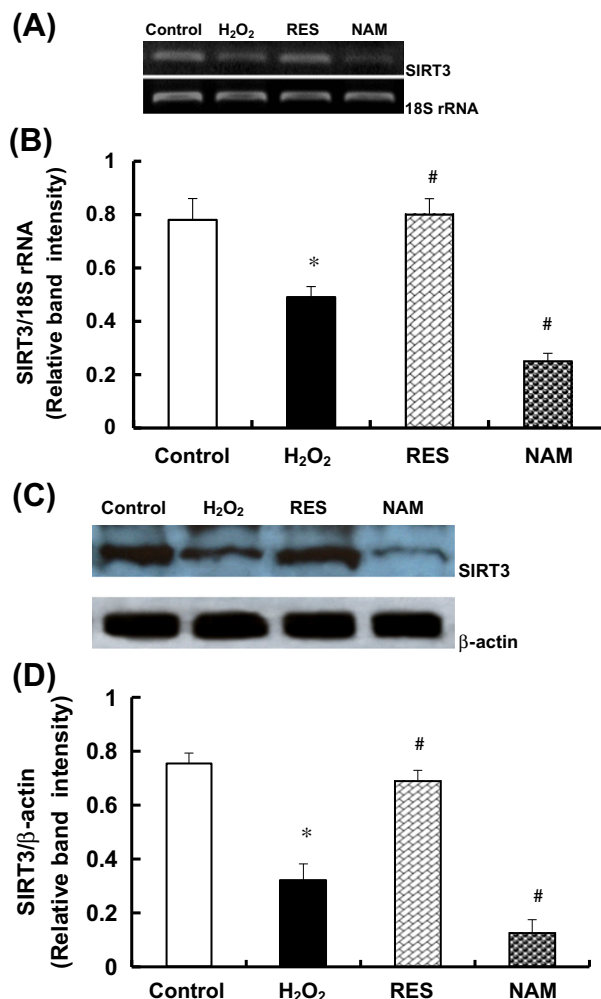 (A)
Control H₂O₂ RES NAM
SIRT3
18S rRNA
(B)
SIRT3/18S rRNA
(Relative band intensity)
1
0.8
0.6
0.4
0.2
0
*
#
#
Control H₂O₂ RES NAM
(C)
Control H₂O₂ RES NAM
SIRT3
β-actin
(D)
SIRT3/β-actin
(Relative band intensity)
1
0.8
0.6
0.4
0.2
0
*
#
#
Control H₂O₂ RES NAM